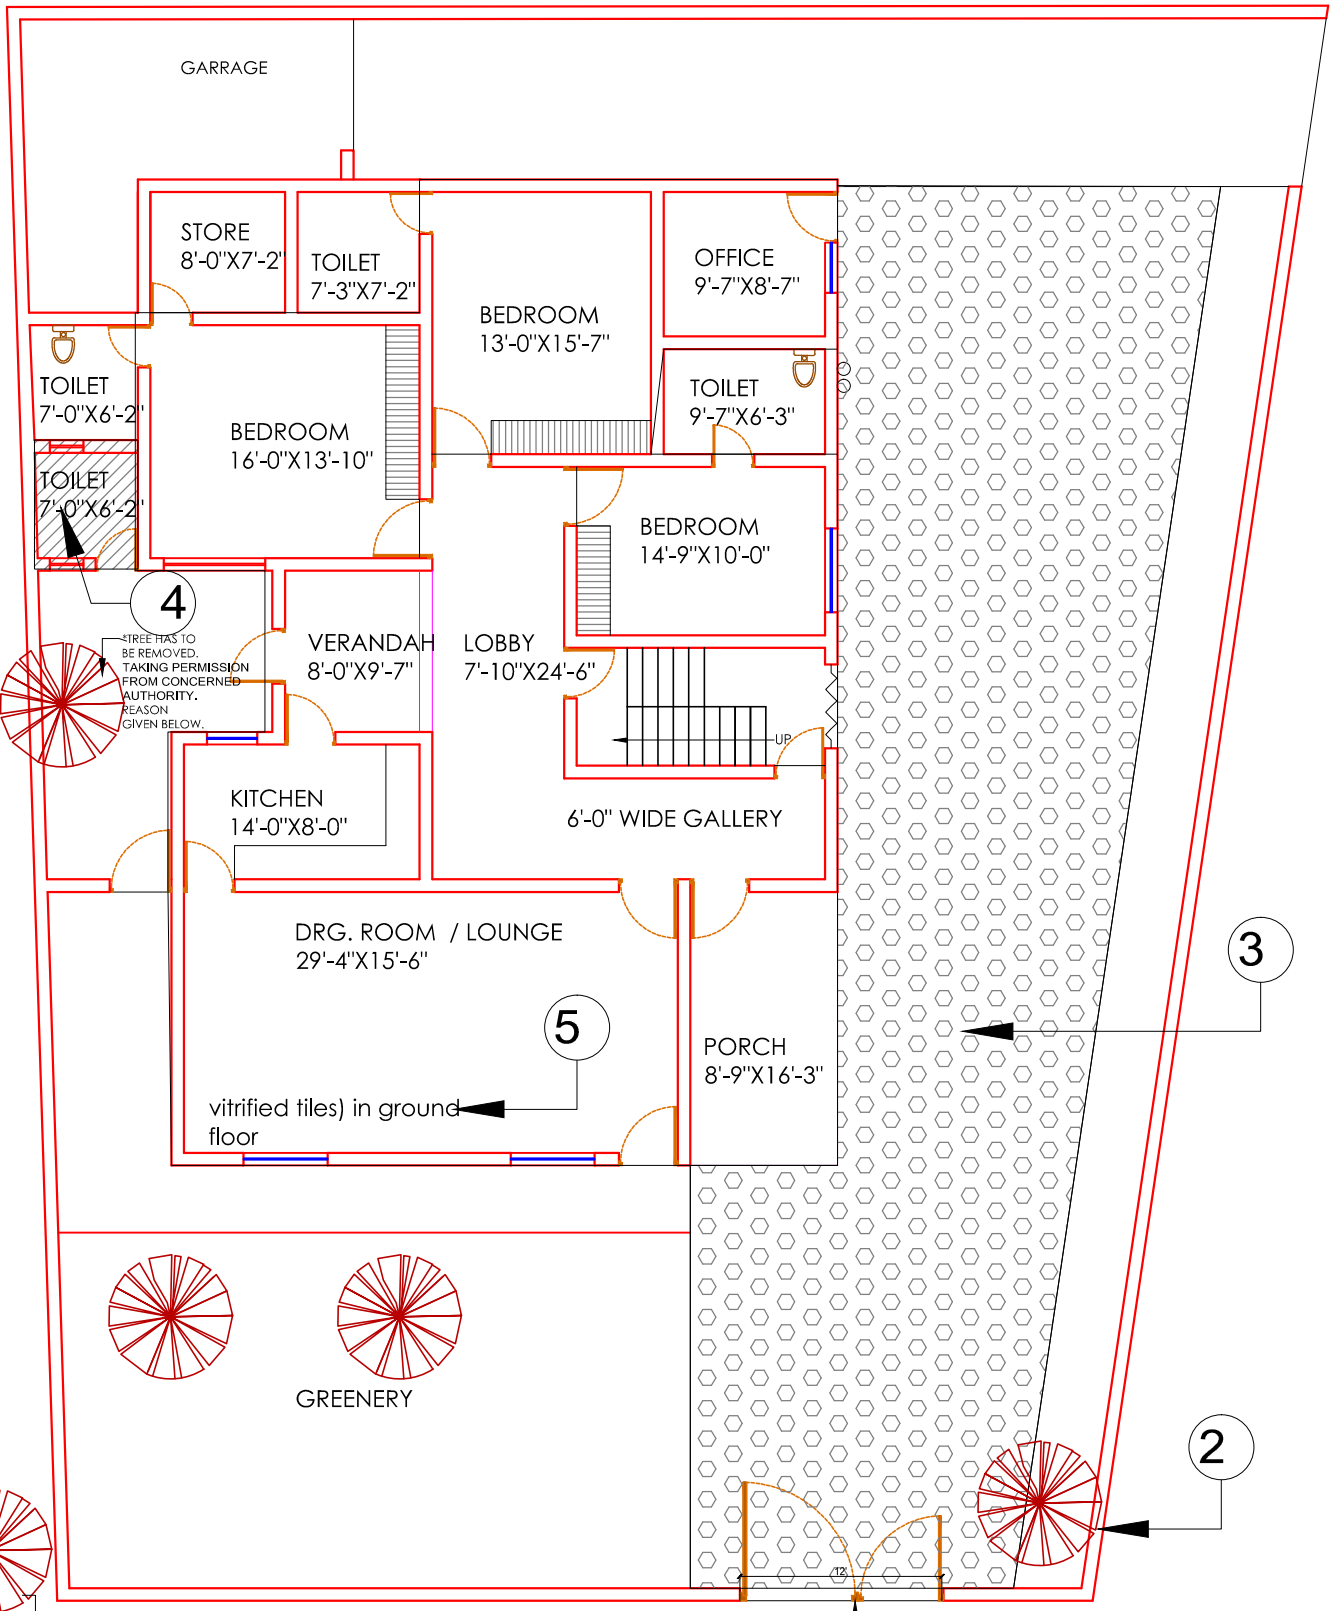 GARRAGE
STORE
8'-0"X7'-2"
TOILET
7'-3"X7'-2"
OFFICE
9'-7"X8'-7"
BEDROOM
13'-0"X15'-7"
TOILET
7'-0"X6'-2"
TOILET
9'-7"X6'-3"
BEDROOM
16'-0"X13'-10"
TOILET
7'-0"X6'-2"
BEDROOM
14'-9"X10'-0"
4
*TREE HAS TO
BE REMOVED.
TAKING PERMISSION
FROM CONCERNED
AUTHORITY.
REASON
GIVEN BELOW.
VERANDAH
8'-0"X9'-7"
LOBBY
7'-10"X24'-6"
UP
KITCHEN
14'-0"X8'-0"
6'-0" WIDE GALLERY
DRG. ROOM / LOUNGE
29'-4"X15'-6"
3
5
PORCH
8'-9"X16'-3"
vitrified tiles) in ground
floor
GREENERY
2
12'